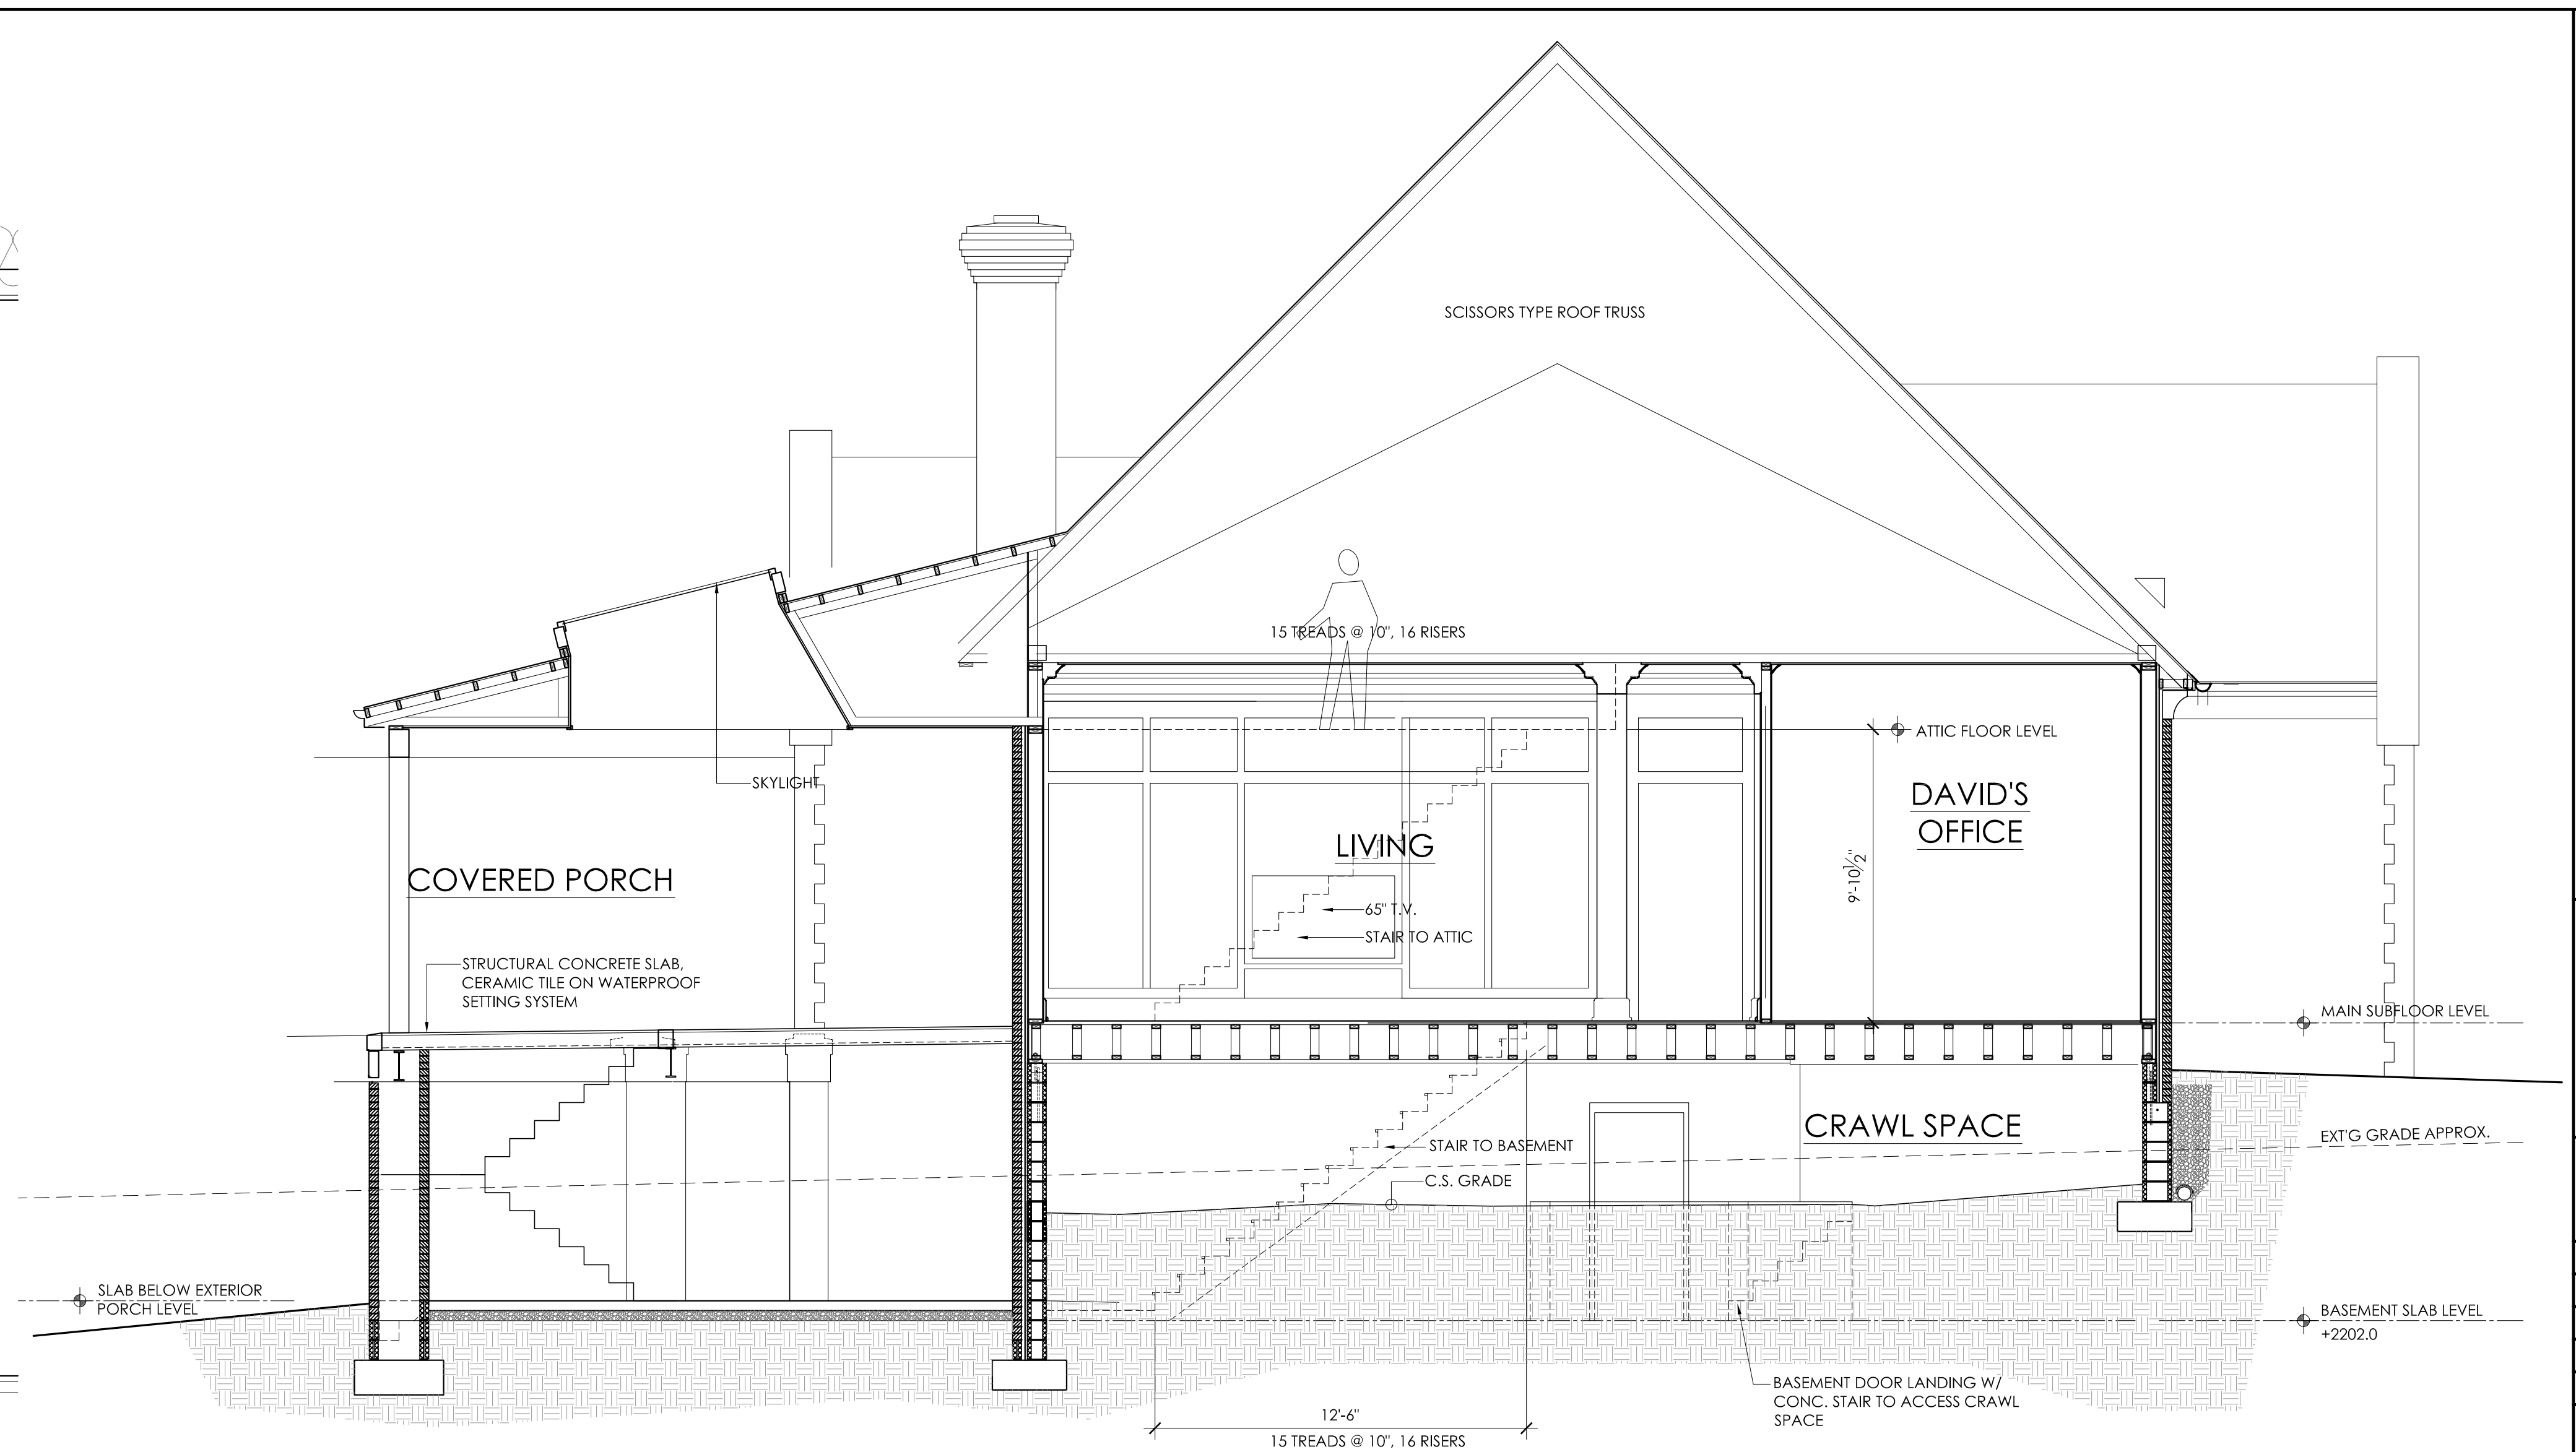 SCISSORS TYPE ROOF TRUSS
15 TREADS @ 10", 16 RISERS
ATTIC FLOOR LEVEL
SKYLIGHT
DAVID'S
OFFICE
LIVING
COVERED PORCH
9'-10 1/2"
65" T.V.
STAIR TO ATTIC
STRUCTURAL CONCRETE SLAB,
CERAMIC TILE ON WATERPROOF
SETTING SYSTEM
MAIN SUBFLOOR LEVEL
CRAWL SPACE
EXT'G GRADE APPROX.
STAIR TO BASEMENT
C.S. GRADE
SLAB BELOW EXTERIOR
PORCH LEVEL
BASEMENT SLAB LEVEL
+2202.0
BASEMENT DOOR LANDING W/
CONC. STAIR TO ACCESS CRAWL
SPACE
12'-6"
15 TREADS @ 10", 16 RISERS